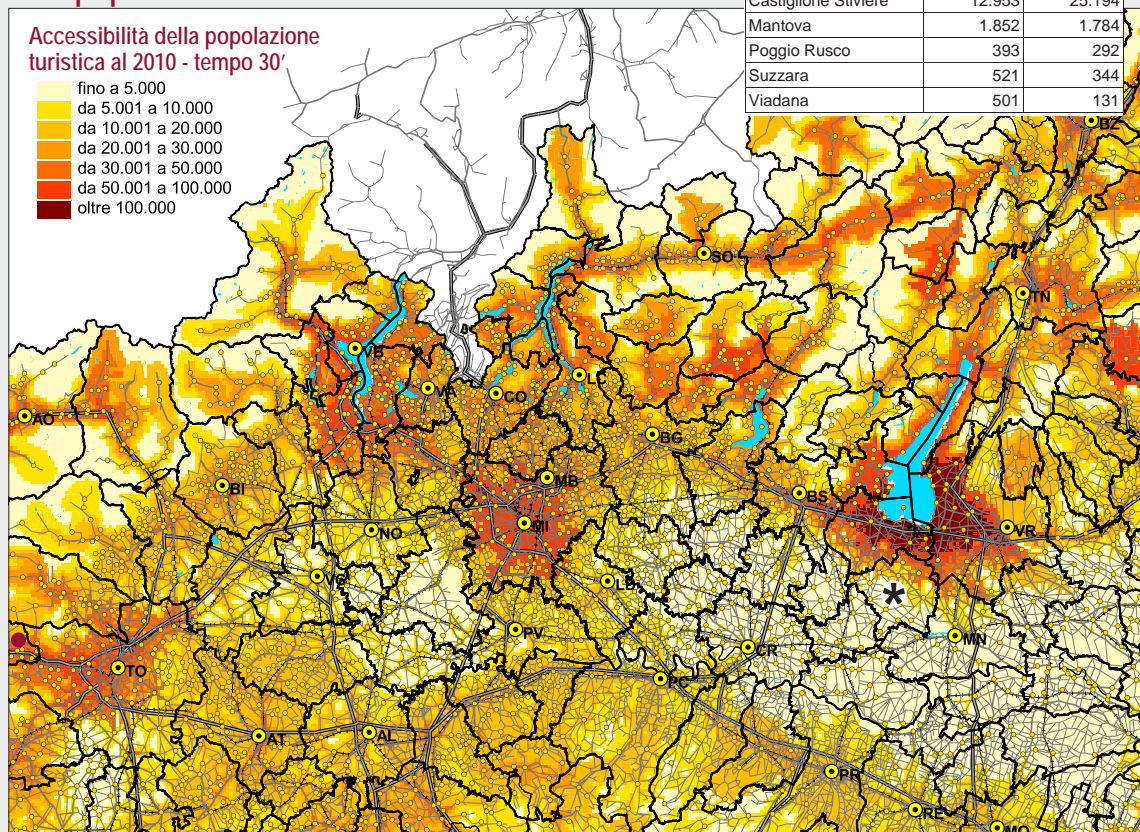 Accessibilità della popolazione
turistica al 2010 - tempo 30'
fino a 5.000
da 5.001 a 10.000
da 10.001 a 20.000
da 20.001 a 30.000
da 30.001 a 50.000
da 50.001 a 100.000
oltre 100.000
Castiglione Stiviere 12.953 25.194
Mantova 1.852 1.784
Poggio Rusco 393 292
Suzzara 521 344
Viadana 501 131
BZ
SO
TN
VA
CO
AO
BG
BI
MB
BS
MI
NO
VR
VC
*
PV
MN
CR
TO
PC
AT
AL
PR
RE